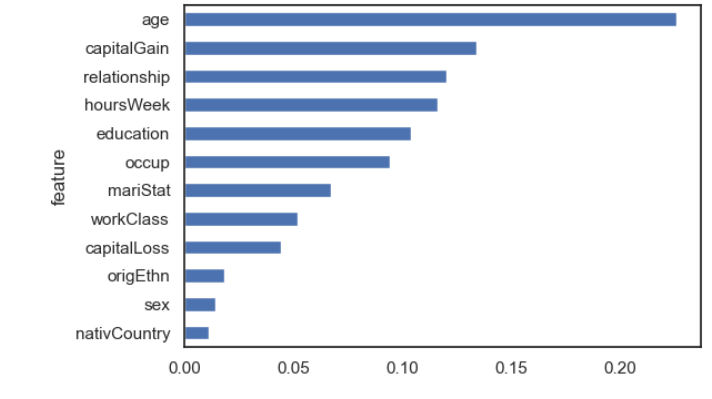 age
capitalGain
relationship
hoursWeek
education
occup
mariStat
workClass
capitalLoss
origEthn
sex
nativCountry
feature
0.00 0.05 0.10 0.15 0.20